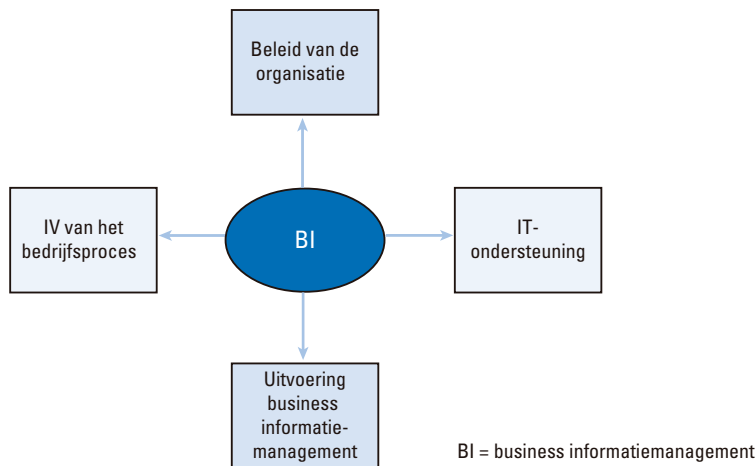 Beleid van de
organisatie
IV van het
bedrijfsproces
BI
IT-
ondersteuning
Uitvoering
business
informatie-
management
BI = business informatiemanagement